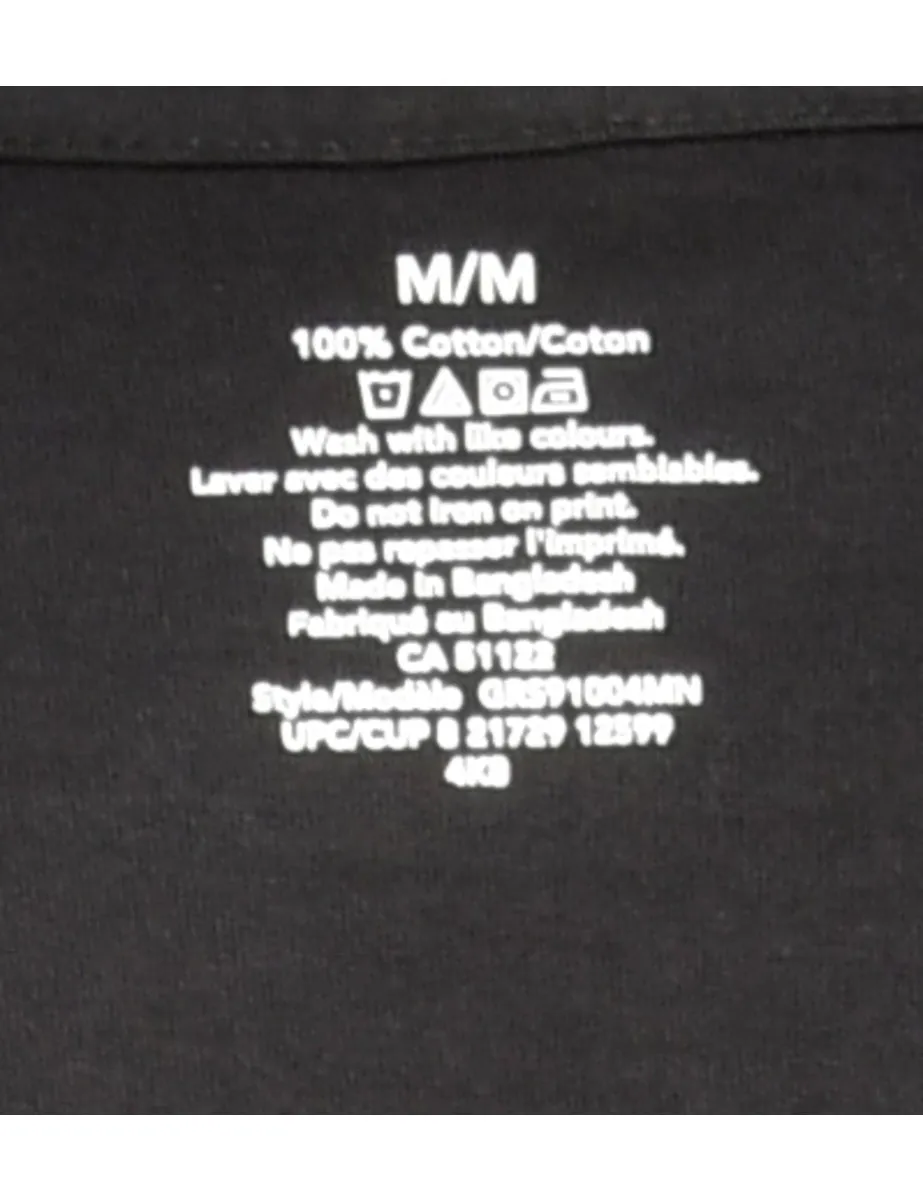 M/M
100% Cotton/Coton
Wash with like colours.
Laver avec des couleurs semblables.
Do not iron on print.
Ne pas repasser l'imprimé.
Made in Bangladesh
Fabriqué au Bangladesh
CA 51122
Style/Modèle GRS91004MN
UPC/CUP 8 21729 12599